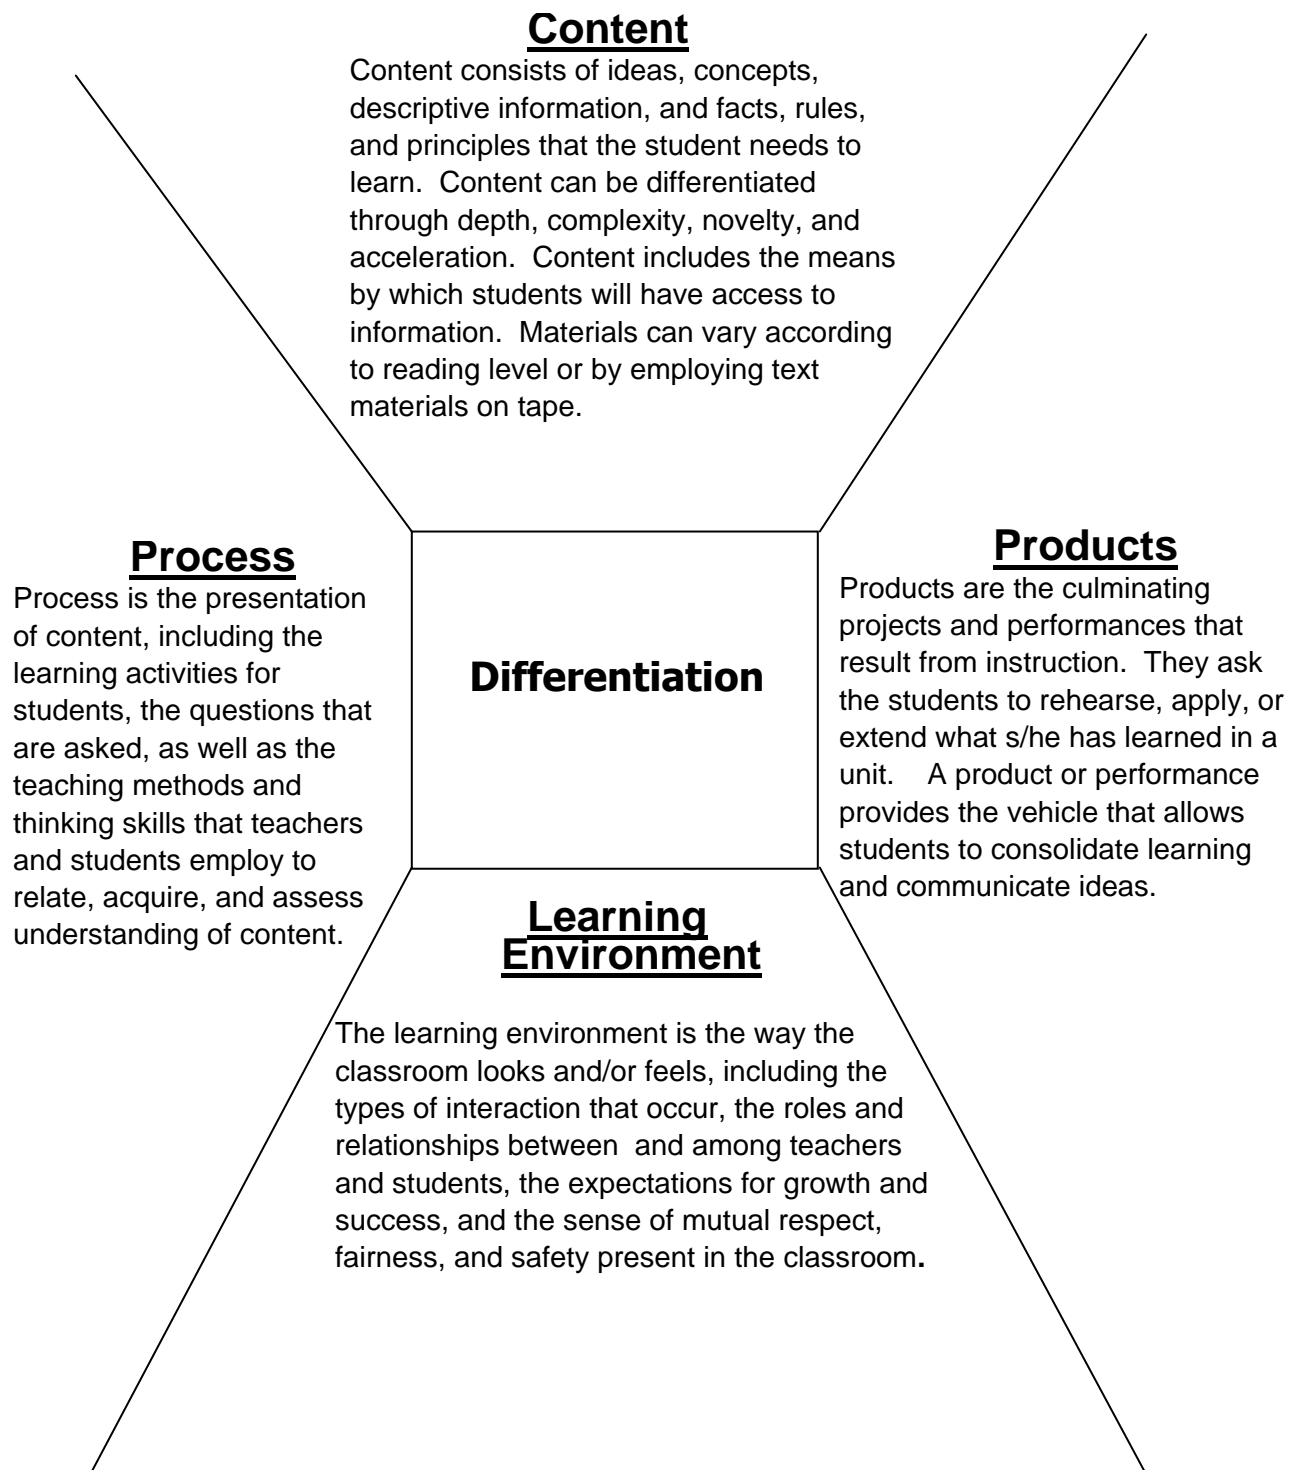 Content
Content consists of ideas, concepts,
descriptive information, and facts, rules,
and principles that the student needs to
learn.  Content can be differentiated
through depth, complexity, novelty, and
acceleration.  Content includes the means
by which students will have access to
information.  Materials can vary according
to reading level or by employing text
materials on tape.
Process
Process is the presentation
of content, including the
learning activities for
students, the questions that
are asked, as well as the
teaching methods and
thinking skills that teachers
and students employ to
relate, acquire, and assess
understanding of content.
Differentiation
Products
Products are the culminating
projects and performances that
result from instruction.  They ask
the students to rehearse, apply, or
extend what s/he has learned in a
unit.    A product or performance
provides the vehicle that allows
students to consolidate learning
and communicate ideas.
Learning
Environment
The learning environment is the way the
classroom looks and/or feels, including the
types of interaction that occur, the roles and
relationships between  and among teachers
and students, the expectations for growth and
success, and the sense of mutual respect,
fairness, and safety present in the classroom.